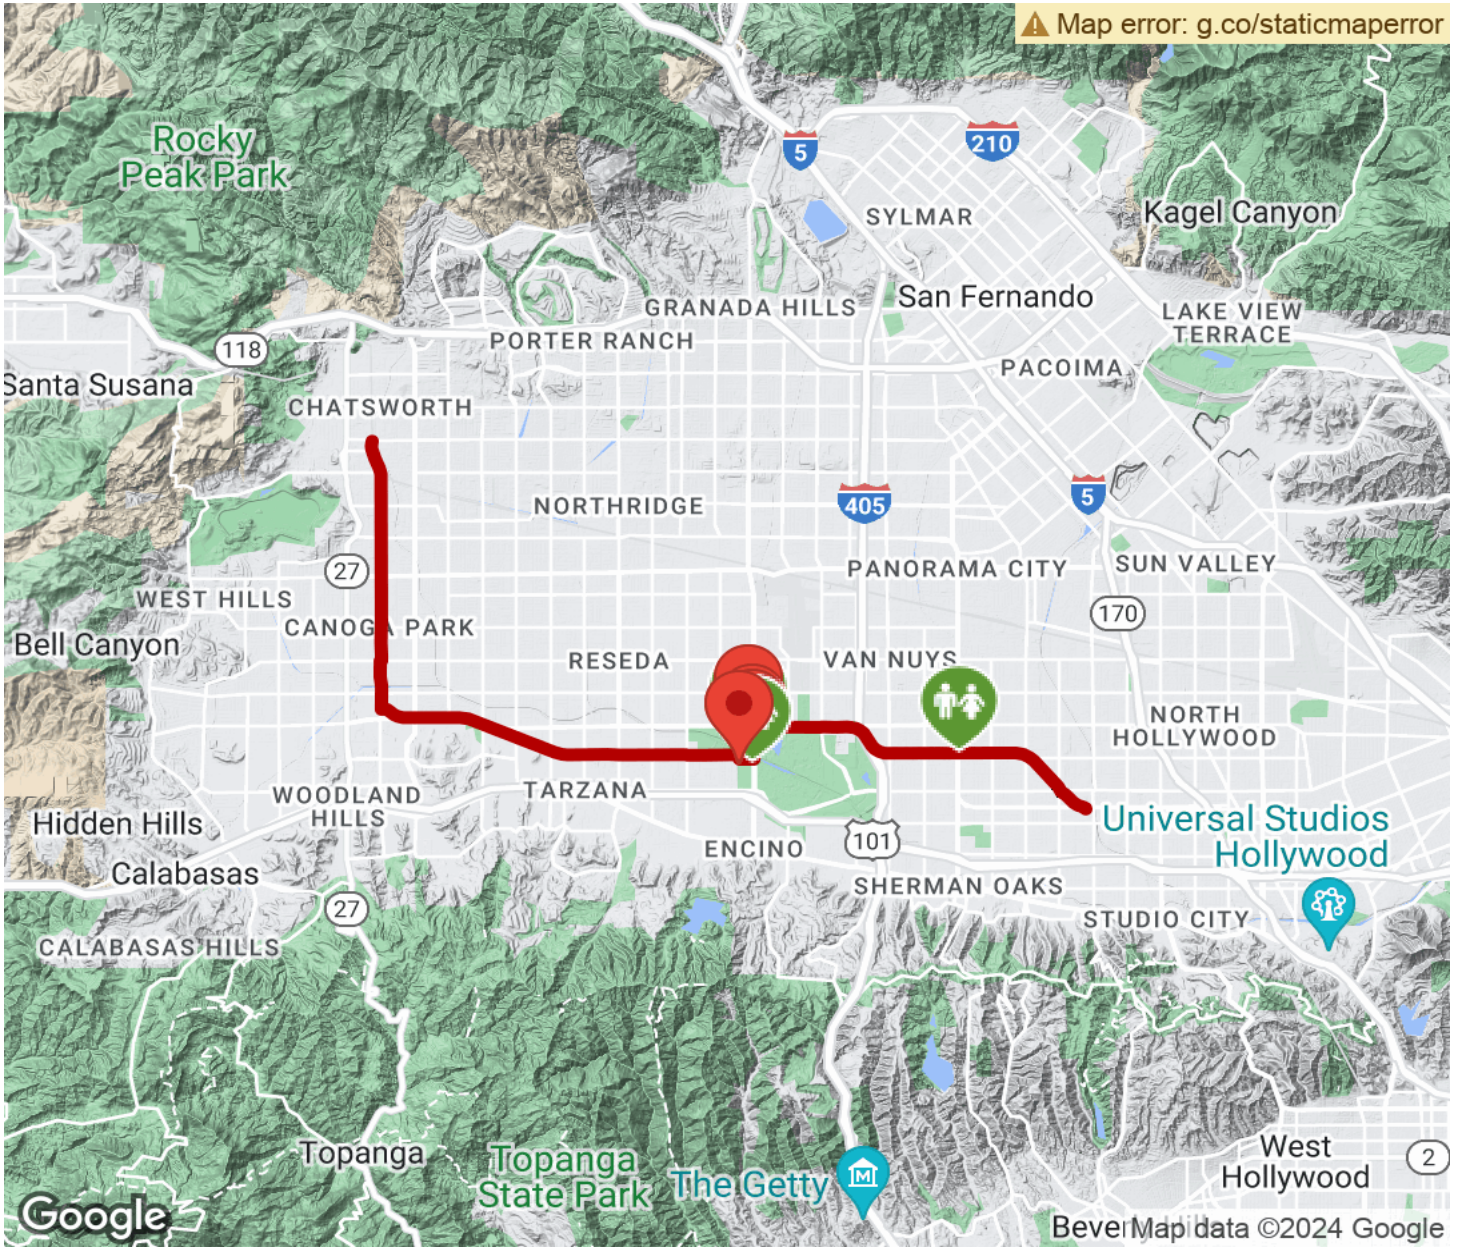 Map error: g.co/staticmaperror
Rocky
Peak Park
5
210
SYLMAR
Kagel Canyon
San Fernando
GRANADA HILLS
LAKE VIEW
TERRACE
118
PORTER RANCH
PACOIMA
Santa Susana
CHATSWORTH
NORTHRIDGE
405
5
27
PANORAMA CITY
SUN VALLEY
WEST HILLS
170
CANOGA PARK
Bell Canyon
RESEDA
VAN NUYS
NORTH
HOLLYWOOD
TARZANA
WOODLAND
HILLS
Hidden Hills
Universal Studios
Hollywood
101
ENCINO
Calabasas
SHERMAN OAKS
27
STUDIO CITY
CALABASAS HILLS
Topanga
Topanga
State Park
The Getty
M
West
Hollywood
2
Google
Map data ©2024 Google